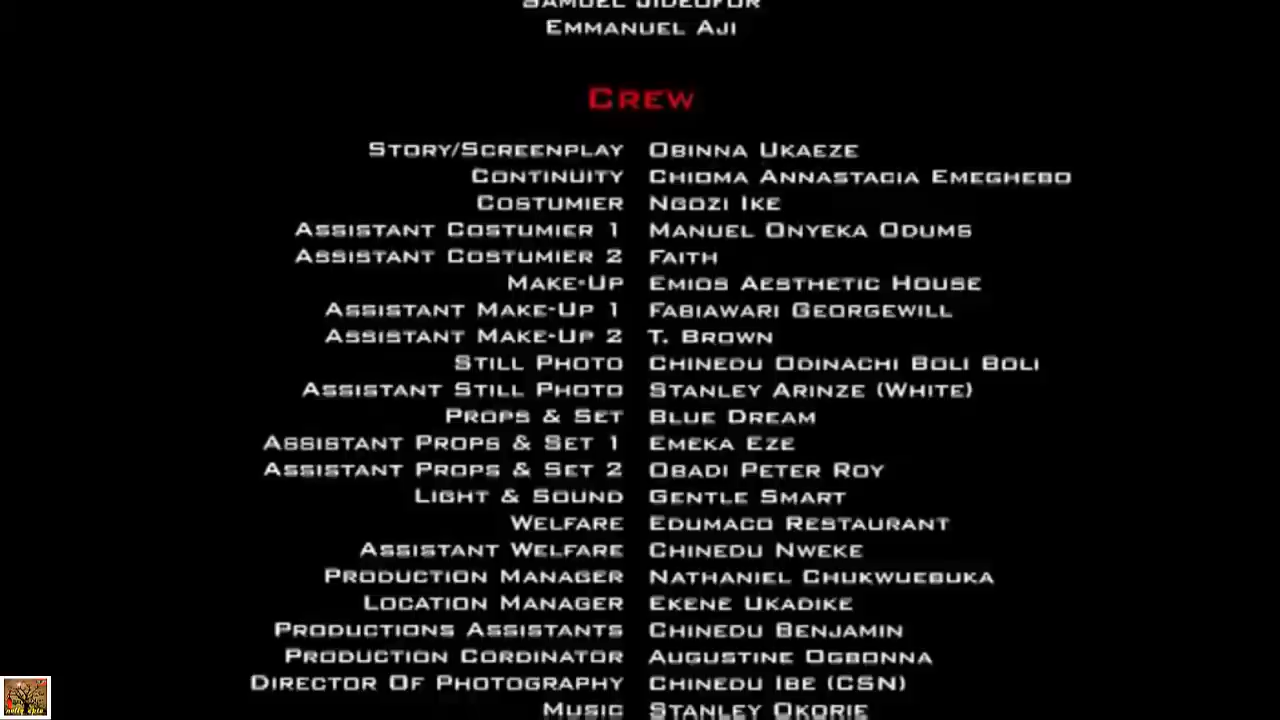 Samuel Jideofor
Emmanuel Aji
Crew
Story/Screenplay Obinna Ukaeze
Continuity Chioma Annastacia Emeghebo
Costumier Ngozi Ike
Assistant Costumier 1 Manuel Onyeka Odums
Assistant Costumier 2 Faith
Make-Up Emios Aesthetic House
Assistant Make-Up 1 Fabiawari Georgewill
Assistant Make-Up 2 T. Brown
Still Photo Chinedu Odinachi Boli Boli
Assistant Still Photo Stanley Arinze (White)
Props & Set Blue Dream
Assistant Props & Set 1 Emeka Eze
Assistant Props & Set 2 Obadi Peter Roy
Light & Sound Gentle Smart
Welfare Edumaco Restaurant
Assistant Welfare Chinedu Nweke
Production Manager Nathaniel Chukwuebuka
Location Manager Ekene Ukadike
Productions Assistants Chinedu Benjamin
Production Cordinator Augustine Ogbonna
Director Of Photography Chinedu Ibe (CSN)
Music Stanley Okorie